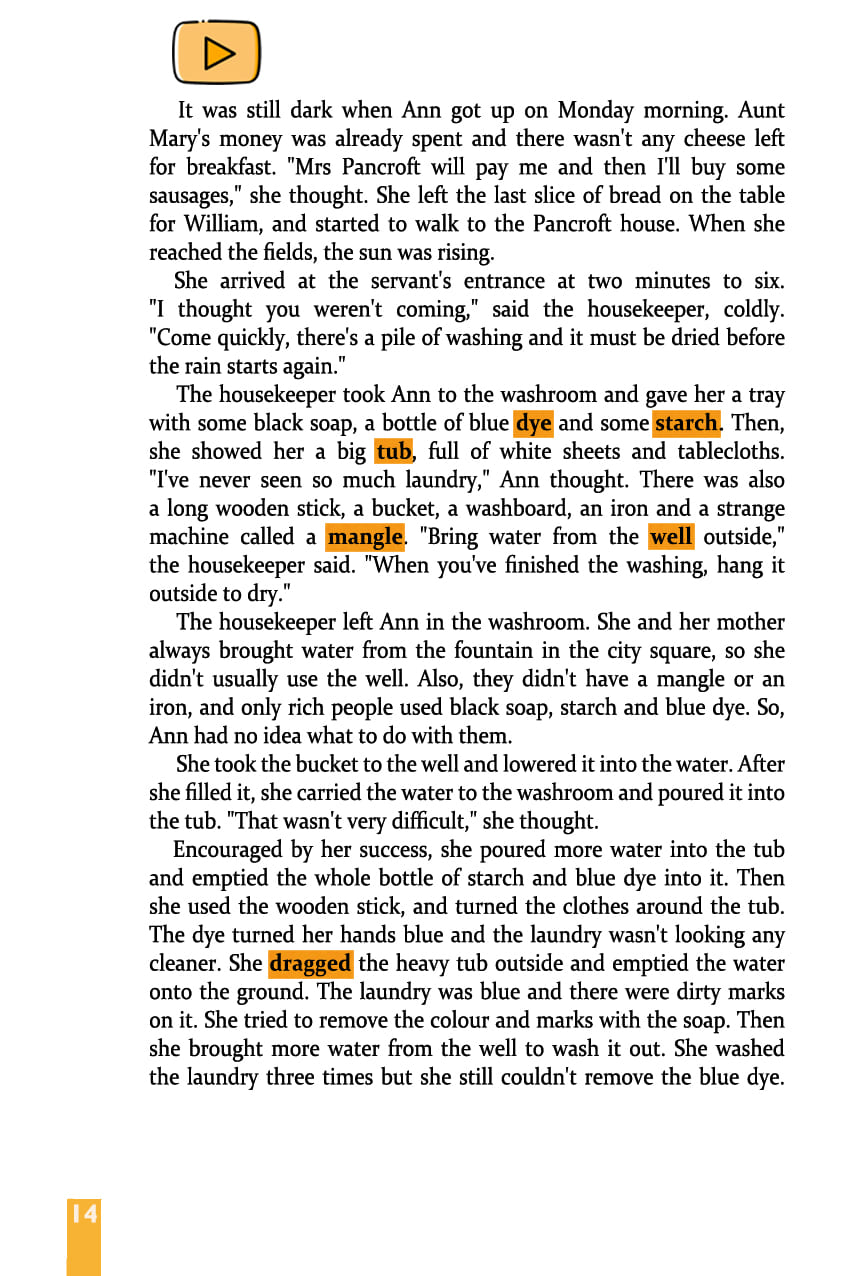 It was still dark when Ann got up on Monday morning. Aunt
Mary's money was already spent and there wasn't any cheese left
for breakfast. "Mrs Pancroft will pay me and then I'll buy some
sausages," she thought. She left the last slice of bread on the table
for William, and started to walk to the Pancroft house. When she
reached the fields, the sun was rising.
She arrived at the servant's entrance at two minutes to six.
"I thought you weren't coming," said the housekeeper, coldly.
"Come quickly, there's a pile of washing and it must be dried before
the rain starts again."
The housekeeper took Ann to the washroom and gave her a tray
with some black soap, a bottle of blue dye and some starch. Then,
she showed her a big tub, full of white sheets and tablecloths.
"I've never seen so much laundry," Ann thought. There was also
a long wooden stick, a bucket, a washboard, an iron and a strange
machine called a mangle. "Bring water from the well outside,"
the housekeeper said. "When you've finished the washing, hang it
outside to dry."
The housekeeper left Ann in the washroom. She and her mother
always brought water from the fountain in the city square, so she
didn't usually use the well. Also, they didn't have a mangle or an
iron, and only rich people used black soap, starch and blue dye. So,
Ann had no idea what to do with them.
She took the bucket to the well and lowered it into the water. After
she filled it, she carried the water to the washroom and poured it into
the tub. "That wasn't very difficult," she thought.
Encouraged by her success, she poured more water into the tub
and emptied the whole bottle of starch and blue dye into it. Then
she used the wooden stick, and turned the clothes around the tub.
The dye turned her hands blue and the laundry wasn't looking any
cleaner. She dragged the heavy tub outside and emptied the water
onto the ground. The laundry was blue and there were dirty marks
on it. She tried to remove the colour and marks with the soap. Then
she brought more water from the well to wash it out. She washed
the laundry three times but she still couldn't remove the blue dye.
14